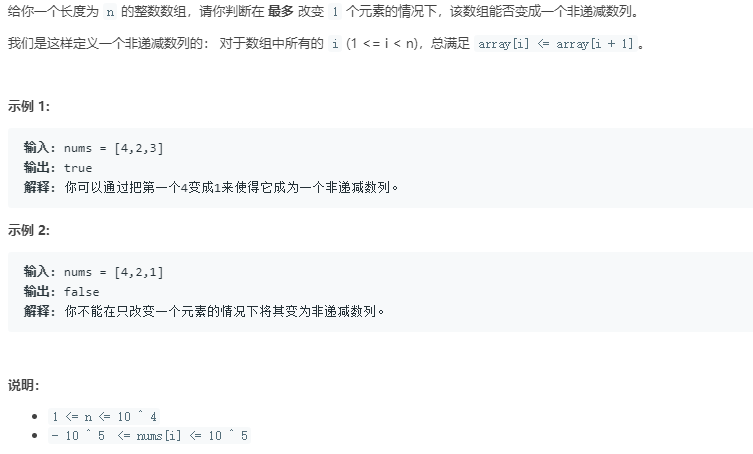 给你一个长度为 n 的整数数组，请你判断在 最多 改变 1 个元素的情况下，该数组能否变成一个非递减数列。
我们是这样定义一个非递减数列的： 对于数组中所有的 i (1 <= i < n)，总满足 array[i] <= array[i + 1]。
示例 1:
输入: nums = [4,2,3]
输出: true
解释: 你可以通过把第一个4变成1来使得它成为一个非递减数列。
示例 2:
输入: nums = [4,2,1]
输出: false
解释: 你不能在只改变一个元素的情况下将其变为非递减数列。
说明：
• 1 <= n <= 10 ^ 4
• - 10 ^ 5 <= nums[i] <= 10 ^ 5